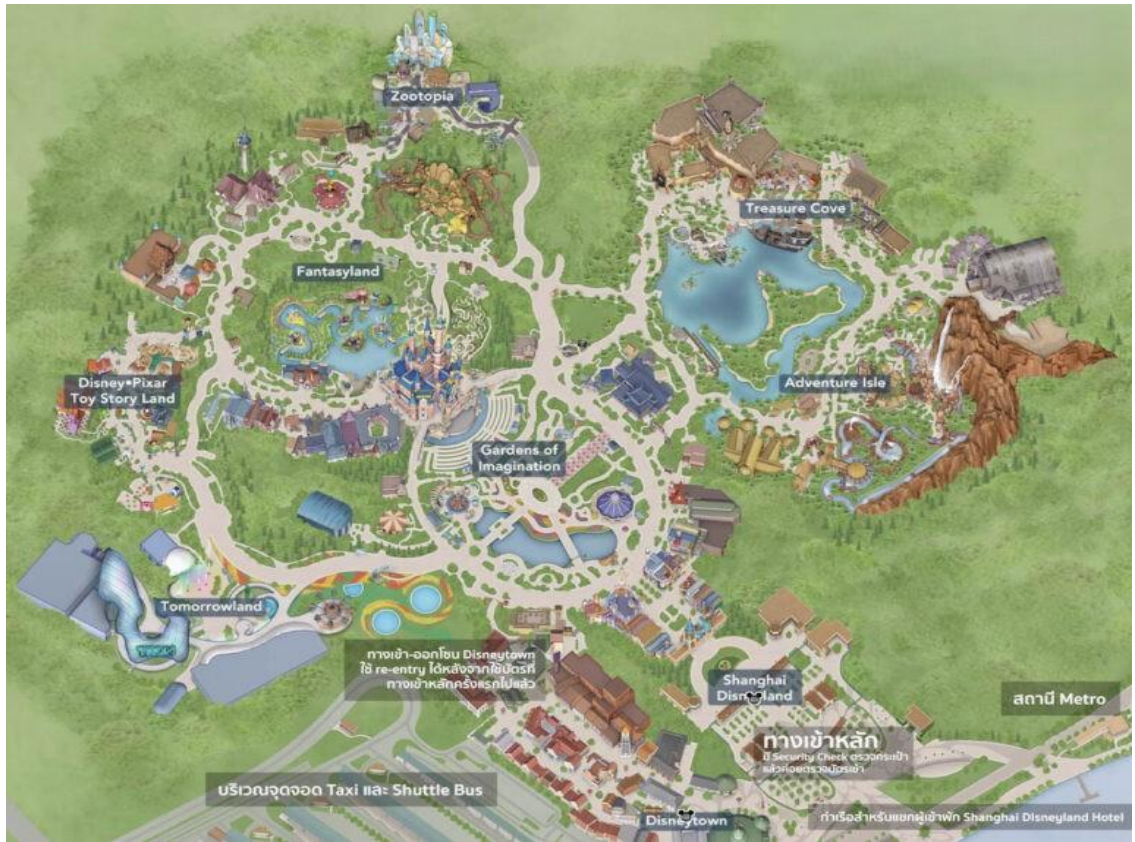 Zootopia
Treasure Cove
Fantasyland
Disney•Pixar
Toy Story Land
Adventure Isle
Gardens of
Imagination
Tomorrowland
ทางเข้า-ออกโซน Disneytown
ใช้ re-entry ได้หลังจากใช้บัตรที่
ทางเข้าหลักครั้งแรกไปแล้ว
Shanghai
Disneyland
สถานี Metro
ทางเข้าหลัก
มี Security Check ตรวจกระเป๋า
แล้วค่อยตรวจบัตรเข้า
บริเวณจุดจอด Taxi และ Shuttle Bus
Disneytown
ท่าเรือสำหรับแขกผู้เข้าพัก Shanghai Disneyland Hotel